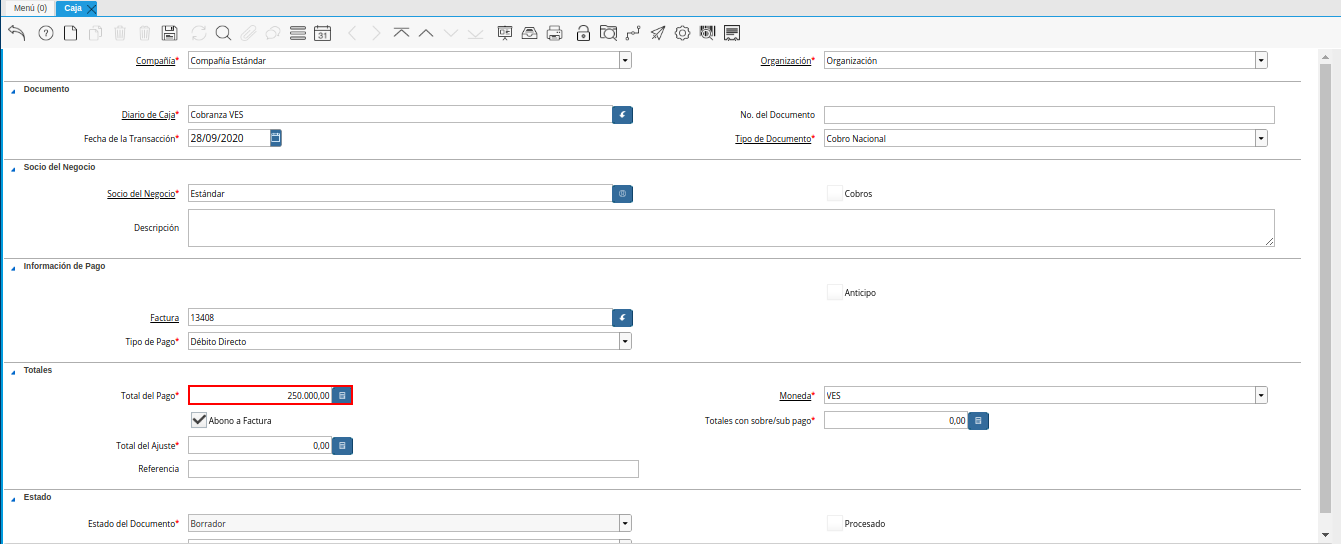 Menú (0) Caja
31
Compañía* Compañía Estándar Organización* Organización
Documento
Diario de Caja* Cobranza VES No. del Documento
Fecha de la Transacción* 28/09/2020 Tipo de Documento* Cobro Nacional
Socio del Negocio
Socio del Negocio* Estándar Cobros
Descripción
Información de Pago
Anticipo
Factura 13408
Tipo de Pago* Débito Directo
Totales
Total del Pago* 250.000,00 Moneda* VES
Abono a Factura Totales con sobre/sub pago* 0,00
Total del Ajuste* 0,00
Referencia
Estado
Estado del Documento* Borrador Procesado